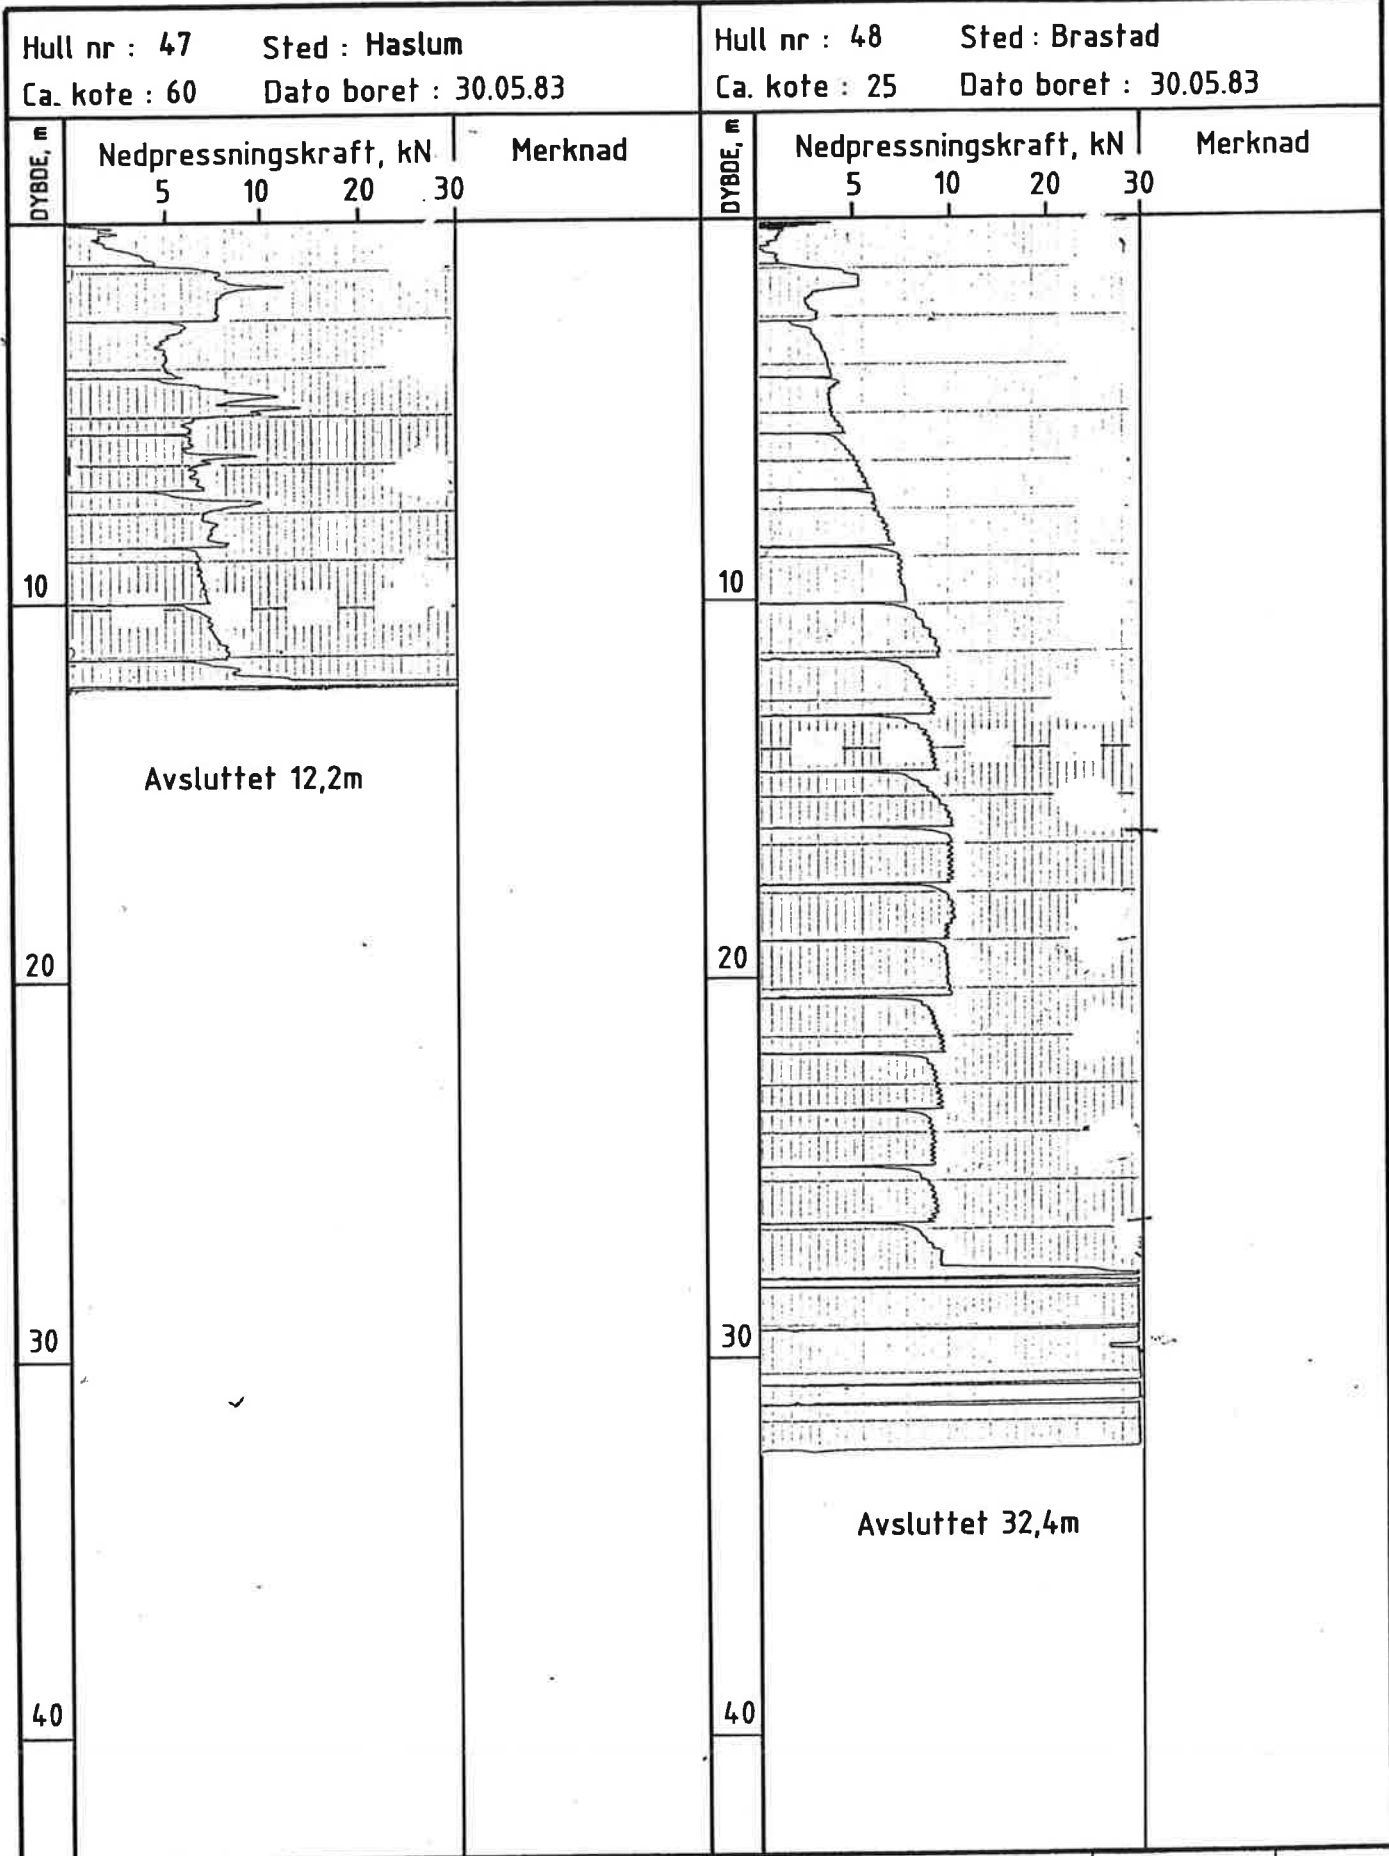 Hull nr : 47 Sted : Haslum
Ca. kote : 60 Dato boret : 30.05.83
DYBDE, m
Nedpressningskraft, kN
Merknad
5 10 20 30
10
Avsluttet 12,2m
20
30
40
Hull nr : 48 Sted : Brastad
Ca. kote : 25 Dato boret : 30.05.83
DYBDE, m
Nedpressningskraft, kN
Merknad
5 10 20 30
10
20
30
Avsluttet 32,4m
40